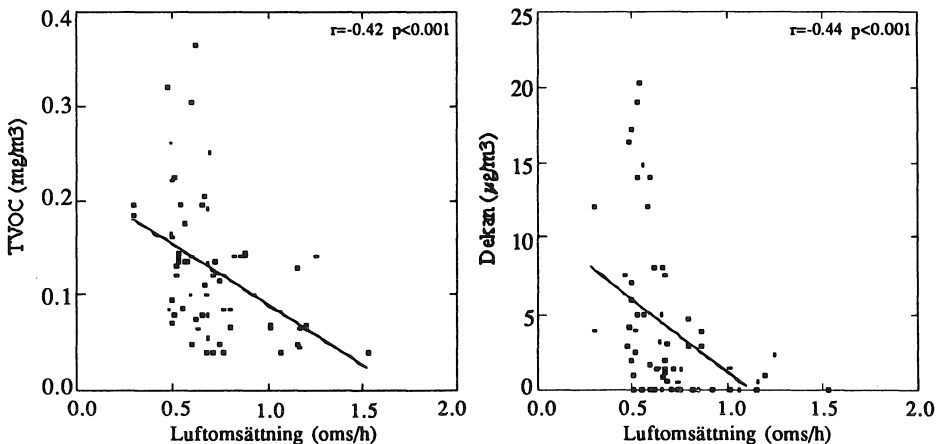 r=-0.42 p<0.001
TVOC (mg/m3)
0.4
0.3
0.2
0.1
0.0
0.0 0.5 1.0 1.5 2.0
Luftomsättning (oms/h)
r=-0.44 p<0.001
Dekan (µg/m3)
25
20
15
10
5
0
0.0 0.5 1.0 1.5 2.0
Luftomsättning (oms/h)